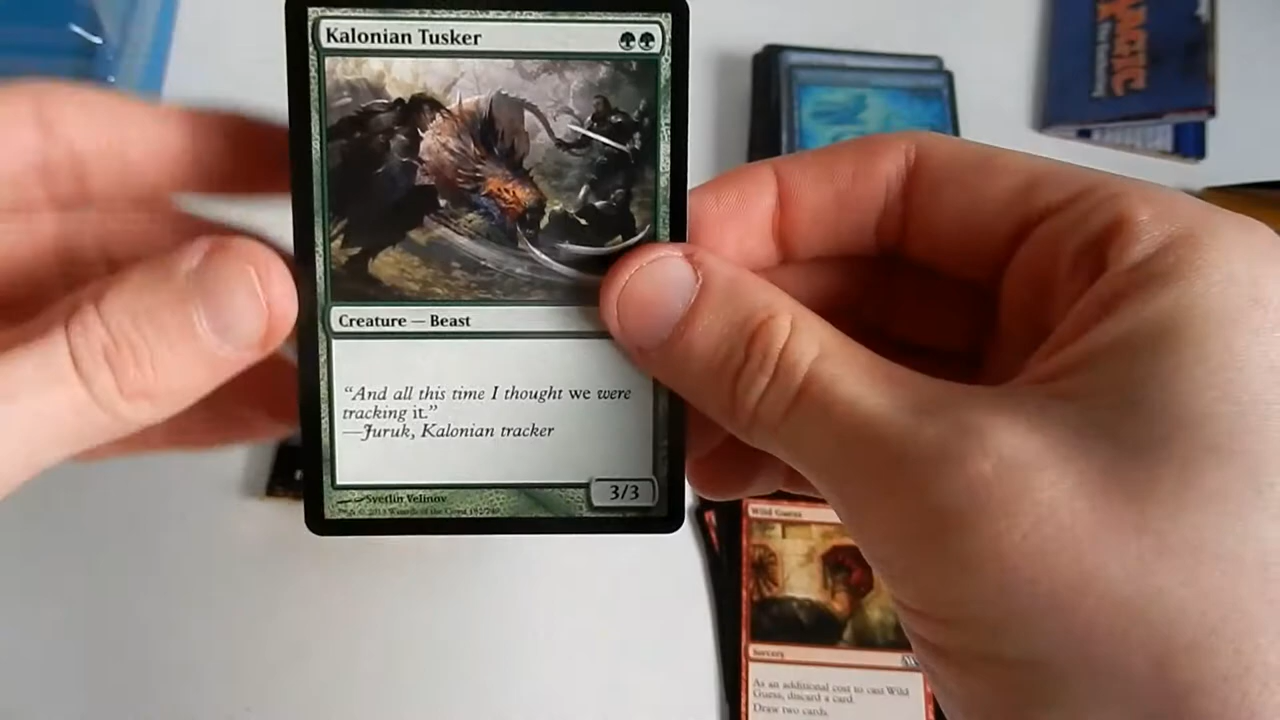 Kalonian Tusker
Creature — Beast
“And all this time I thought we were
tracking it.”
—Juruk, Kalonian tracker
3/3
Svetlin Velinov
MAGIC
Wild Guess
Sorcery
As an additional cost to cast Wild
Guess, discard a card.
Draw two cards.